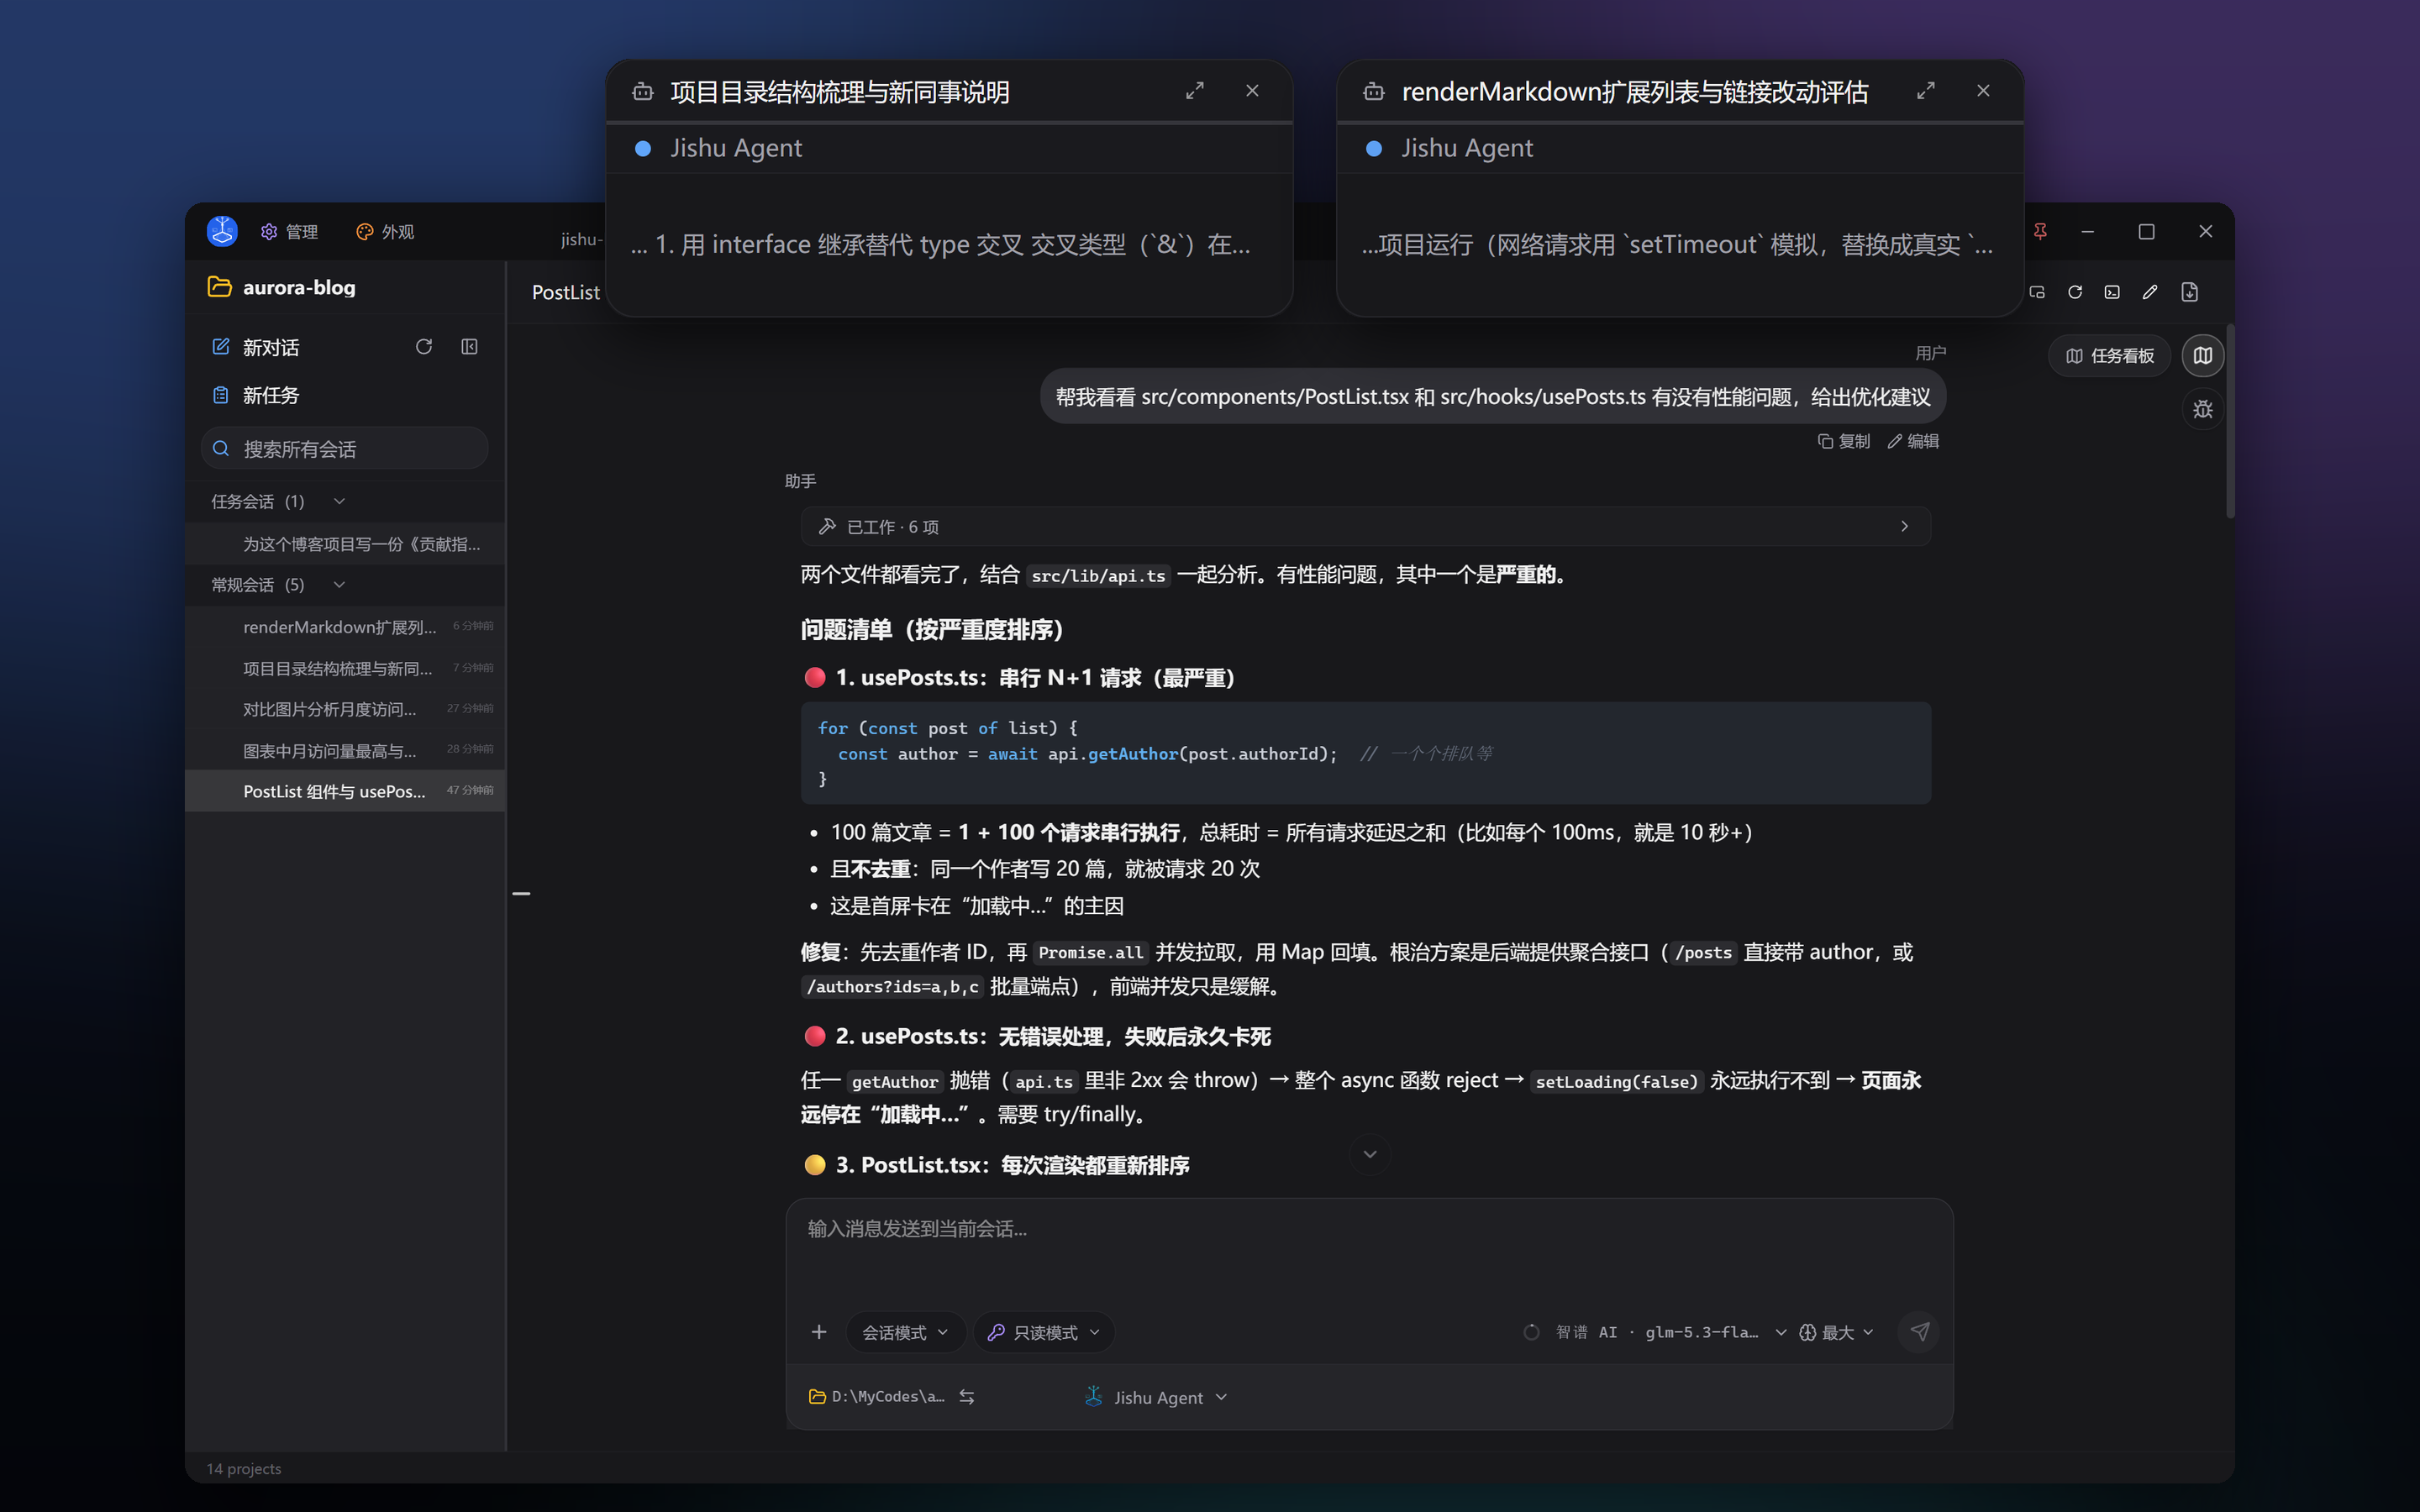 项目目录结构梳理与新同事说明
Jishu Agent
... 1. 用 interface 继承替代 type 交叉 交叉类型（`&`）在...
renderMarkdown扩展列表与链接改动评估
Jishu Agent
...项目运行（网络请求用 `setTimeout` 模拟，替换成真实 `...
管理
外观
jishu-
aurora-blog
新对话
新任务
搜索所有会话
任务会话 (1)
为这个博客项目写一份《贡献指...
常规会话 (5)
renderMarkdown扩展列... 6 分钟前
项目目录结构梳理与新同... 7 分钟前
对比图片分析月度访问... 27 分钟前
图表中月访问量最高与... 28 分钟前
PostList 组件与 usePos... 47 分钟前
14 projects
PostList
任务看板
用户
帮我看看 src/components/PostList.tsx 和 src/hooks/usePosts.ts 有没有性能问题，给出优化建议
复制 编辑
助手
已工作 · 6 项
两个文件都看完了，结合 src/lib/api.ts 一起分析。有性能问题，其中一个是严重的。
问题清单（按严重度排序）
1. usePosts.ts：串行 N+1 请求（最严重）
for (const post of list) {
const author = await api.getAuthor(post.authorId); // 一个个排队等
}
• 100 篇文章 = 1 + 100 个请求串行执行，总耗时 = 所有请求延迟之和（比如每个 100ms，就是 10 秒+）
• 且不去重：同一个作者写 20 篇，就被请求 20 次
• 这是首屏卡在“加载中...”的主因
修复：先去重作者 ID，再 Promise.all 并发拉取，用 Map 回填。根治方案是后端提供聚合接口（/posts 直接带 author，或
/authors?ids=a,b,c 批量端点），前端并发只是缓解。
2. usePosts.ts：无错误处理，失败后永久卡死
任一 getAuthor 抛错（api.ts 里非 2xx 会 throw）→ 整个 async 函数 reject → setLoading(false) 永远执行不到 → 页面永
远停在“加载中...”。需要 try/finally。
3. PostList.tsx：每次渲染都重新排序
输入消息发送到当前会话...
会话模式
只读模式
智谱 AI · glm-5.3-fla...
最大
D:\MyCodes\a...
Jishu Agent